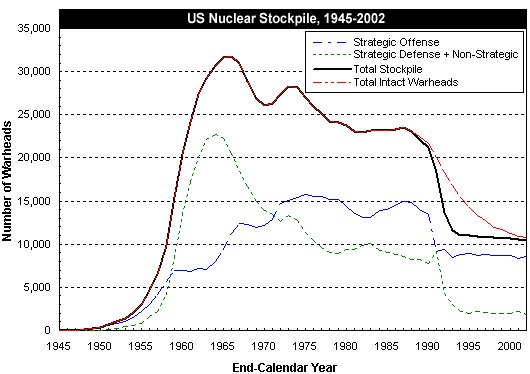 US Nuclear Stockpile, 1945-2002
35,000
30,000
25,000
20,000
15,000
10,000
5,000
0
Number of Warheads
Strategic Offense
Strategic Defense + Non-Strategic
Total Stockpile
Total Intact Warheads
1945 1950 1955 1960 1965 1970 1975 1980 1985 1990 1995 2000
End-Calendar Year